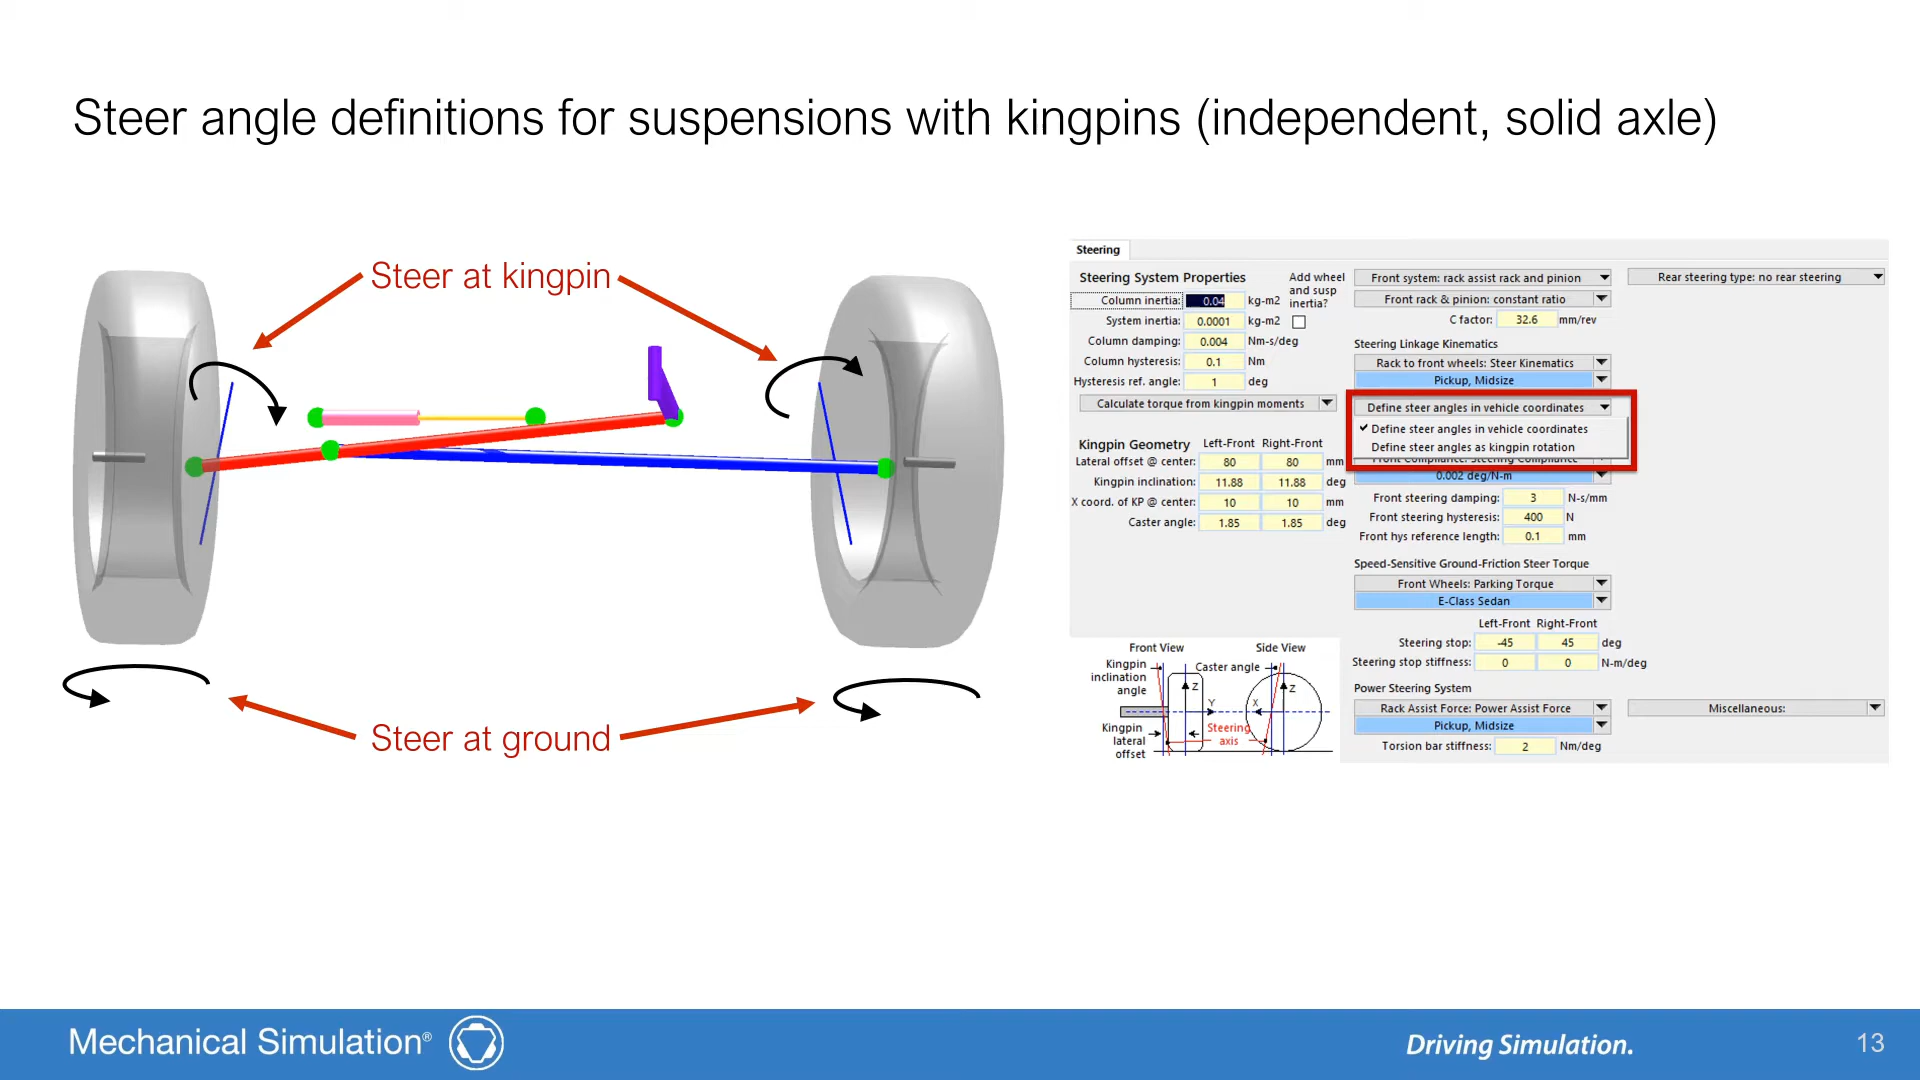 Steer angle definitions for suspensions with kingpins (independent, solid axle)
Steer at kingpin
Steer at ground
Steering
Steering System Properties
Add wheel
and susp
inertia?
Column inertia: 0.04 kg-m2
System inertia: 0.0001 kg-m2
Column damping: 0.004 Nm-s/deg
Column hysteresis: 0.1 Nm
Hysteresis ref. angle: 1 deg
Calculate torque from kingpin moments
Kingpin Geometry Left-Front Right-Front
Lateral offset @ center: 80 80 mm
Kingpin inclination: 11.88 11.88 deg
X coord. of KP @ center: 10 10 mm
Caster angle: 1.85 1.85 deg
Front View
Side View
Kingpin
inclination
angle
Caster angle
Z
Y
X
Z
Kingpin
lateral
offset
Steering
axis
Front system: rack assist rack and pinion
Front rack & pinion: constant ratio
C factor: 32.6 mm/rev
Steering Linkage Kinematics
Rack to front wheels: Steer Kinematics
Pickup, Midsize
Define steer angles in vehicle coordinates
✓ Define steer angles in vehicle coordinates
Define steer angles as kingpin rotation
Front Compliance: Steering Compliance
0.002 deg/N-m
Front steering damping: 3 N-s/mm
Front steering hysteresis: 400 N
Front hys reference length: 0.1 mm
Speed-Sensitive Ground-Friction Steer Torque
Front Wheels: Parking Torque
E-Class Sedan
Left-Front Right-Front
Steering stop: -45 45 deg
Steering stop stiffness: 0 0 N-m/deg
Power Steering System
Rack Assist Force: Power Assist Force
Pickup, Midsize
Torsion bar stiffness: 2 Nm/deg
Rear steering type: no rear steering
Miscellaneous:
Mechanical Simulation®
Driving Simulation.
13